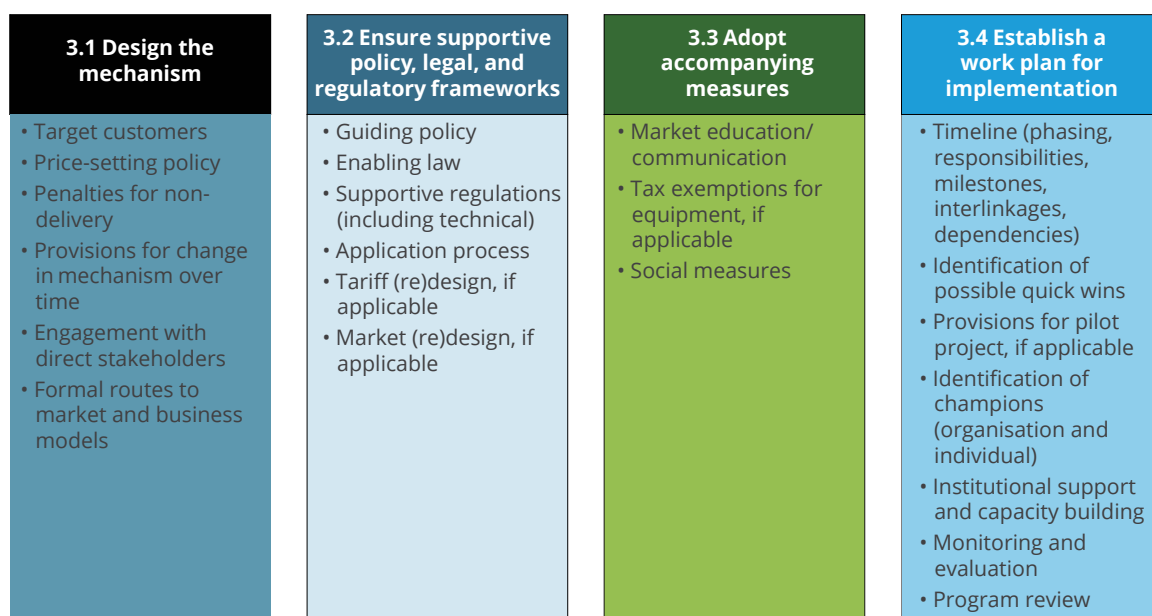 3.1 Design the
mechanism
• Target customers
• Price-setting policy
• Penalties for non-
delivery
• Provisions for change
in mechanism over
time
• Engagement with
direct stakeholders
• Formal routes to
market and business
models
3.2 Ensure supportive
policy, legal, and
regulatory frameworks
• Guiding policy
• Enabling law
• Supportive regulations
(including technical)
• Application process
• Tariff (re)design, if
applicable
• Market (re)design, if
applicable
3.3 Adopt
accompanying
measures
• Market education/
communication
• Tax exemptions for
equipment, if
applicable
• Social measures
3.4 Establish a
work plan for
implementation
• Timeline (phasing,
responsibilities,
milestones,
interlinkages,
dependencies)
• Identification of
possible quick wins
• Provisions for pilot
project, if applicable
• Identification of
champions
(organisation and
individual)
• Institutional support
and capacity building
• Monitoring and
evaluation
• Program review